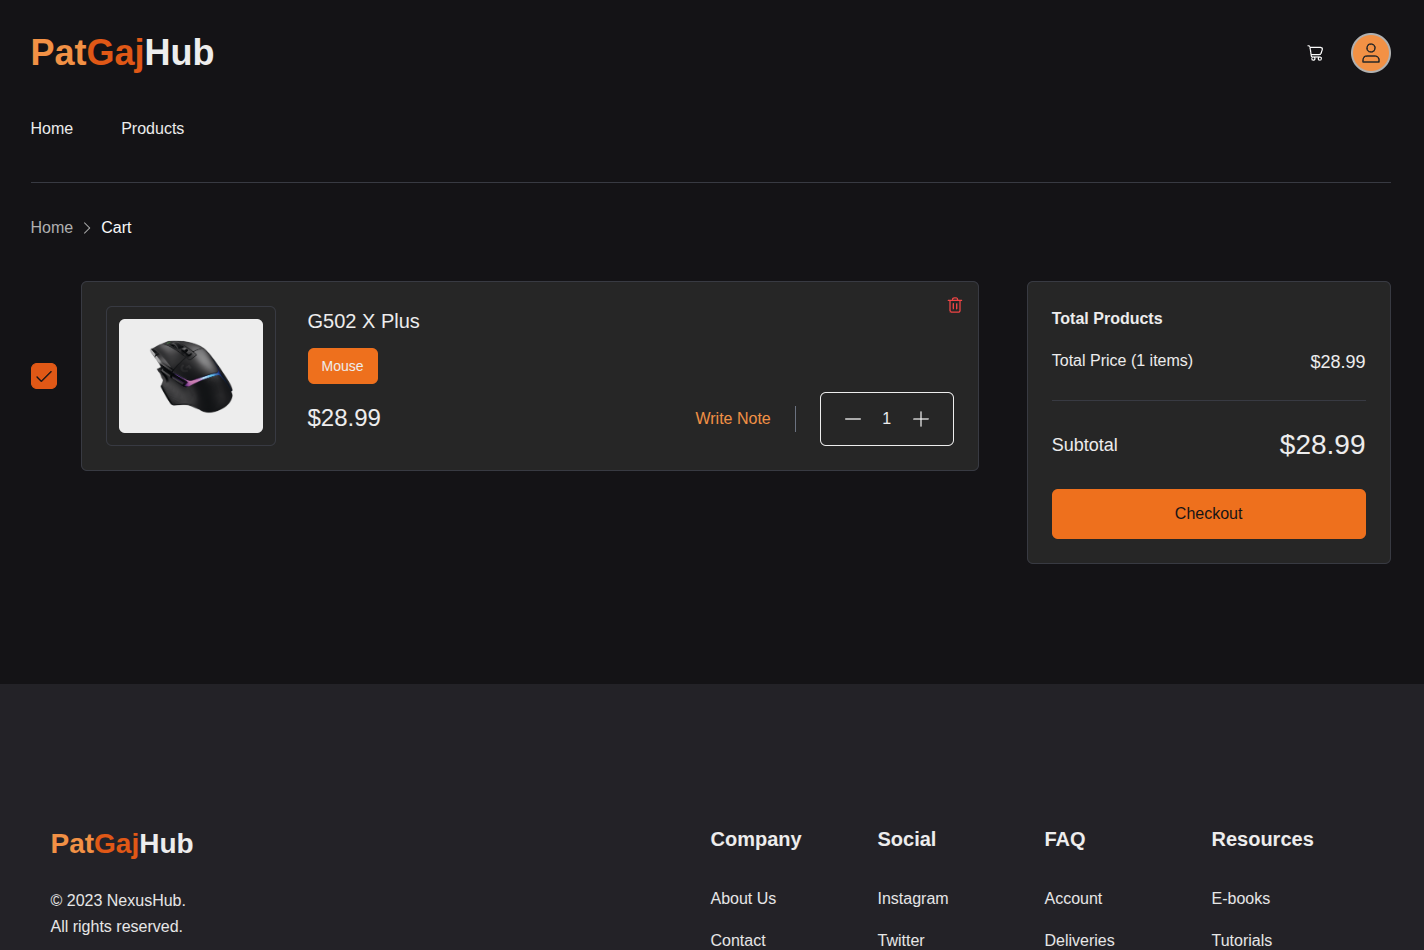 PatGajHub
Home Products
Home Cart
G502 X Plus
Mouse
$28.99
Write Note
1
Total Products
Total Price (1 items) $28.99
Subtotal $28.99
Checkout
PatGajHub
© 2023 NexusHub.
All rights reserved.
Company
About Us
Contact
Social
Instagram
Twitter
FAQ
Account
Deliveries
Resources
E-books
Tutorials